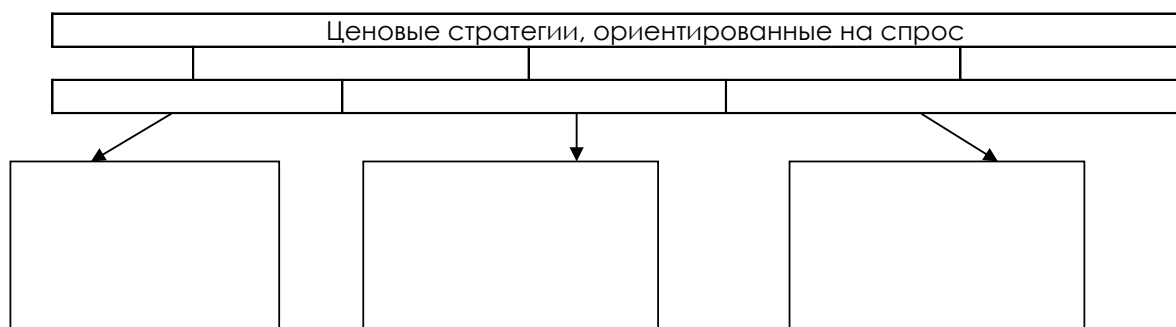 Ценовые стратегии, ориентированные на спрос